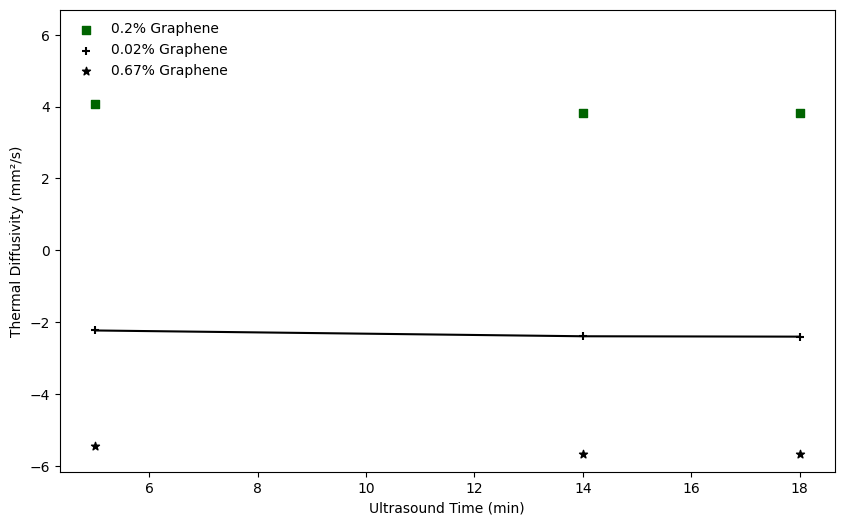 0.2% Graphene
0.02% Graphene
0.67% Graphene
6
4
2
0
−2
−4
−6
Thermal Diffusivity (mm²/s)
6 8 10 12 14 16 18
Ultrasound Time (min)